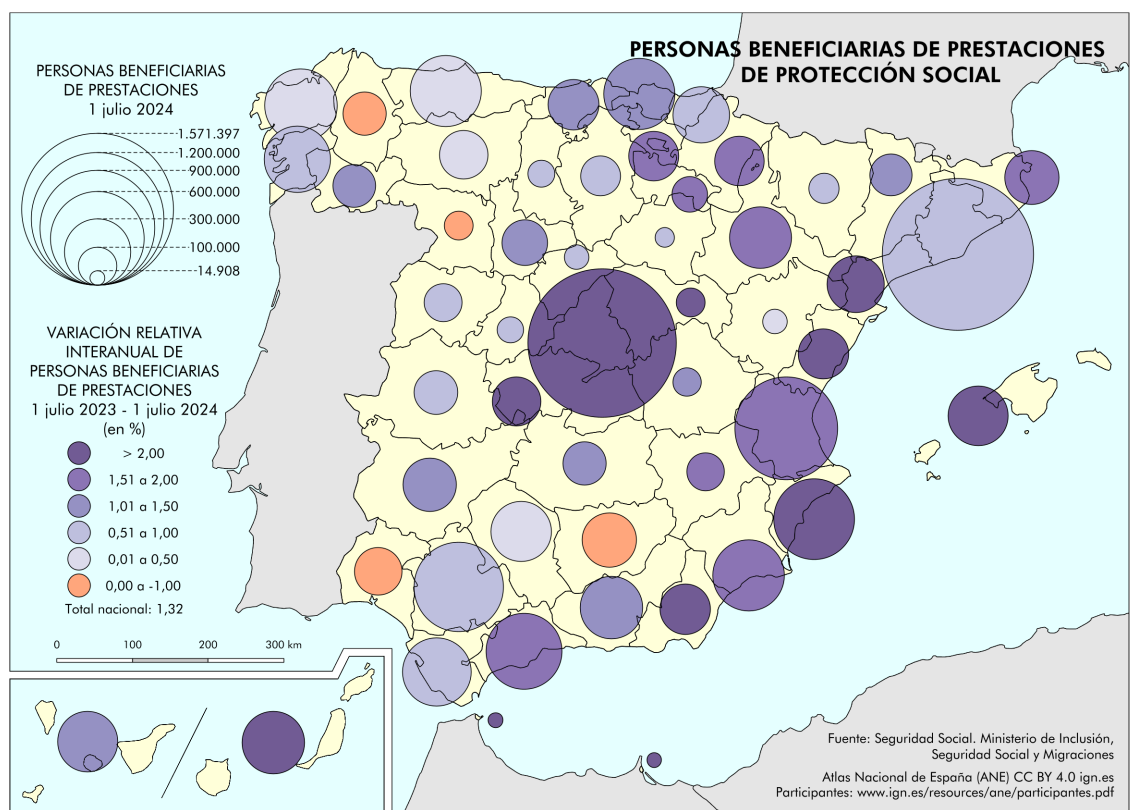 PERSONAS BENEFICIARIAS DE PRESTACIONES
DE PROTECCIÓN SOCIAL
PERSONAS BENEFICIARIAS
DE PRESTACIONES
1 julio 2024
1.571.397
1.200.000
900.000
600.000
300.000
100.000
14.908
VARIACIÓN RELATIVA
INTERANUAL DE
PERSONAS BENEFICIARIAS
DE PRESTACIONES
1 julio 2023 - 1 julio 2024
(en %)
> 2,00
1,51 a 2,00
1,01 a 1,50
0,51 a 1,00
0,01 a 0,50
0,00 a -1,00
Total nacional: 1,32
0 100 200 300 km
Fuente: Seguridad Social. Ministerio de Inclusión,
Seguridad Social y Migraciones
Atlas Nacional de España (ANE) CC BY 4.0 ign.es
Participantes: www.ign.es/resources/ane/participantes.pdf